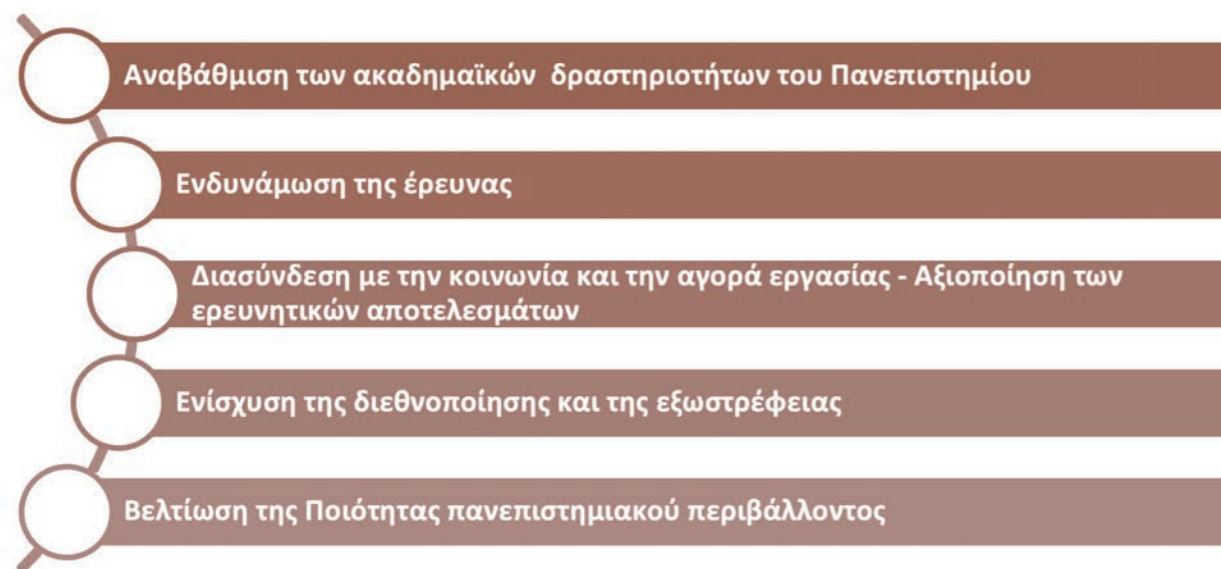 Αναβάθμιση των ακαδημαϊκών δραστηριοτήτων του Πανεπιστημίου
Ενδυνάμωση της έρευνας
Διασύνδεση με την κοινωνία και την αγορά εργασίας - Αξιοποίηση των
ερευνητικών αποτελεσμάτων
Ενίσχυση της διεθνοποίησης και της εξωστρέφειας
Βελτίωση της Ποιότητας πανεπιστημιακού περιβάλλοντος